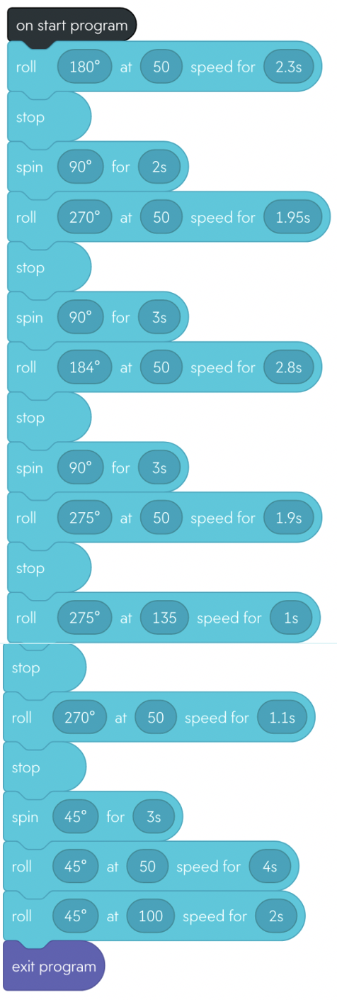 on start program
roll 180° at 50 speed for 2.3s
stop
spin 90° for 2s
roll 270° at 50 speed for 1.95s
stop
spin 90° for 3s
roll 184° at 50 speed for 2.8s
stop
spin 90° for 3s
roll 275° at 50 speed for 1.9s
stop
roll 275° at 135 speed for 1s
stop
roll 270° at 50 speed for 1.1s
stop
spin 45° for 3s
roll 45° at 50 speed for 4s
roll 45° at 100 speed for 2s
exit program